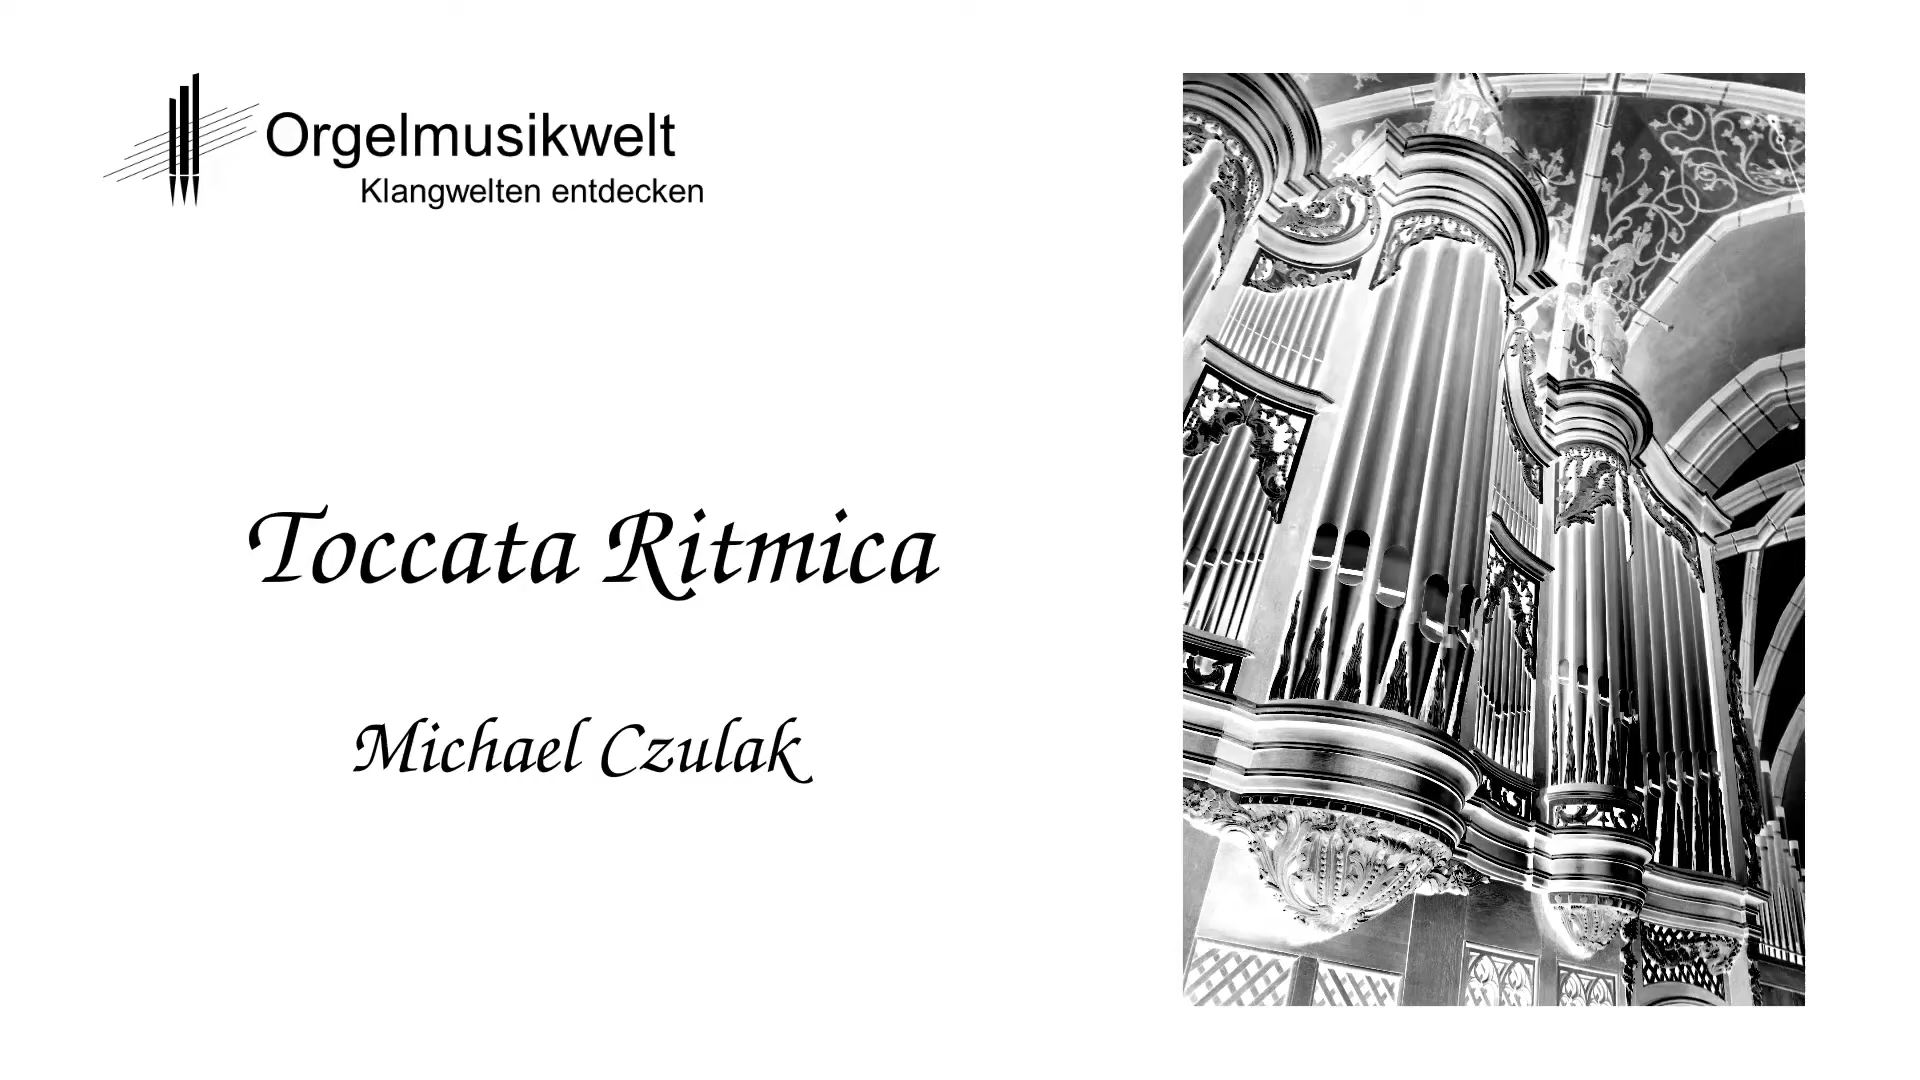 Orgelmusikwelt
Klangwelten entdecken
Toccata Ritmica
Michael Czulak